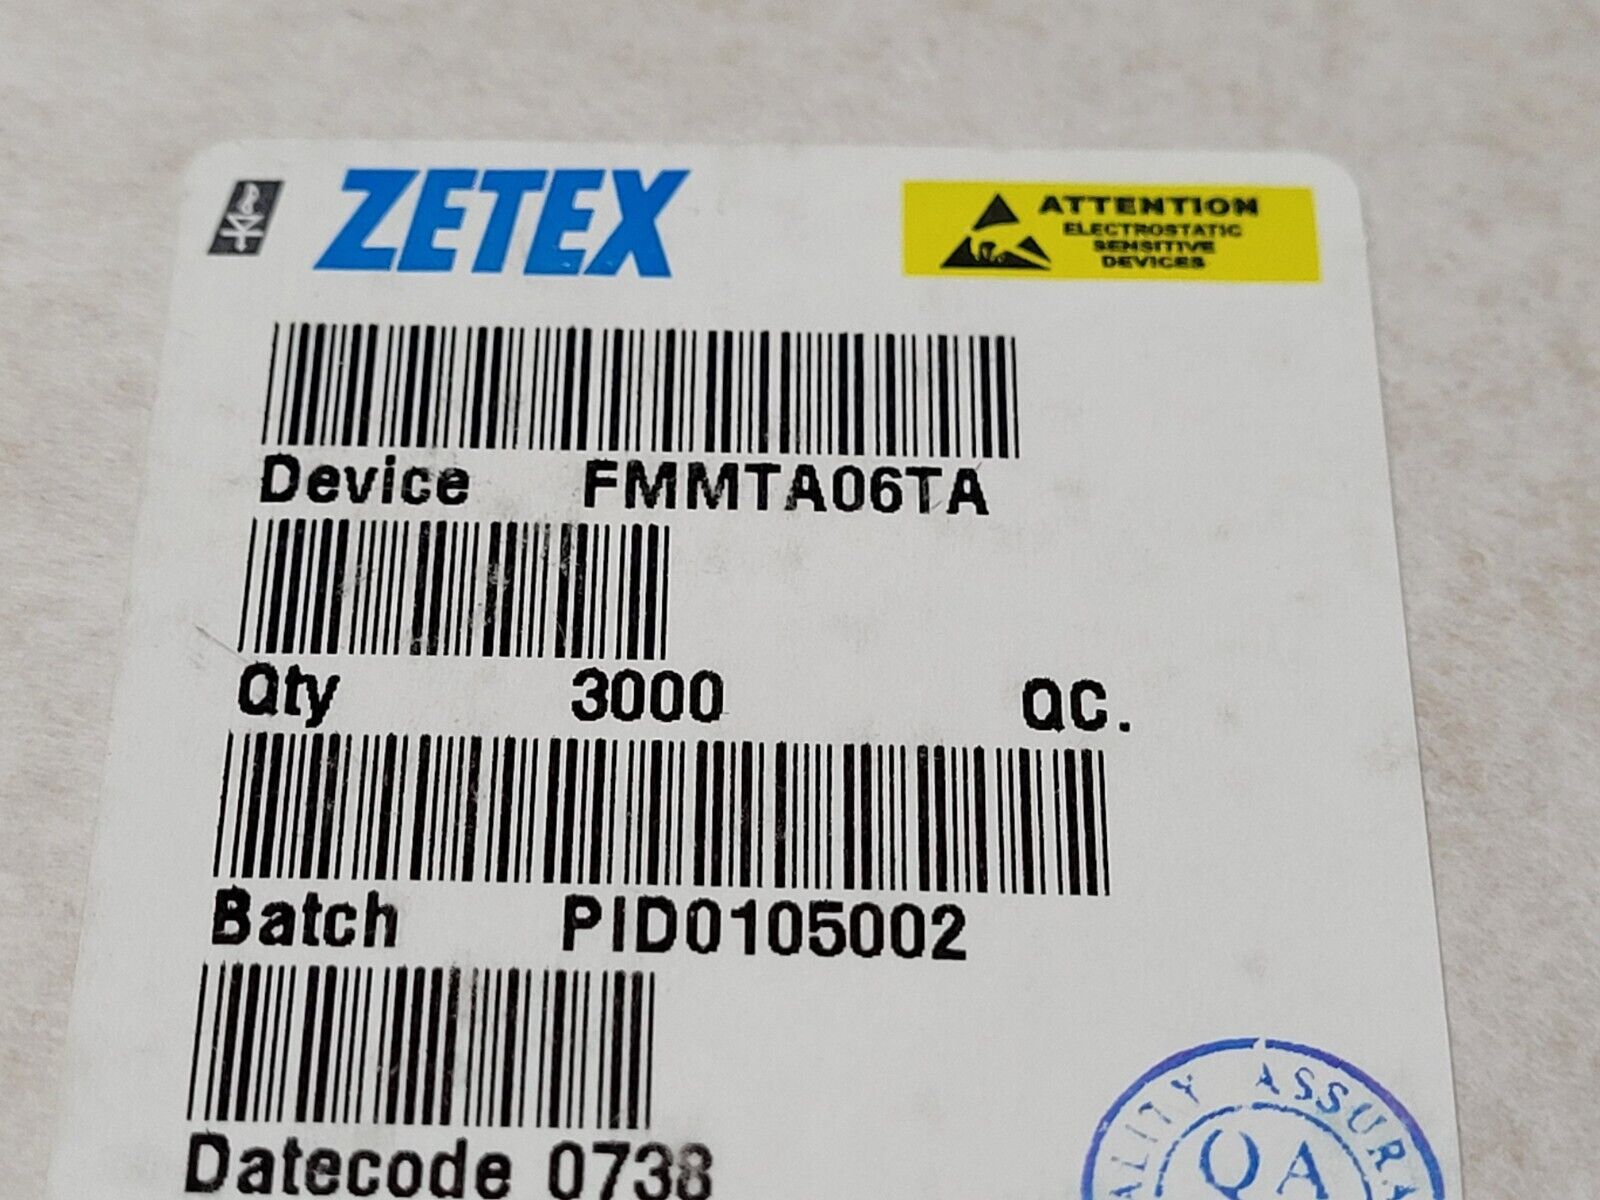 ZETEX
ATTENTION
ELECTROSTATIC
SENSITIVE
DEVICES
Device FMMTA06TA
Qty 3000 QC.
Batch PID0105002
Datecode 0738
QA